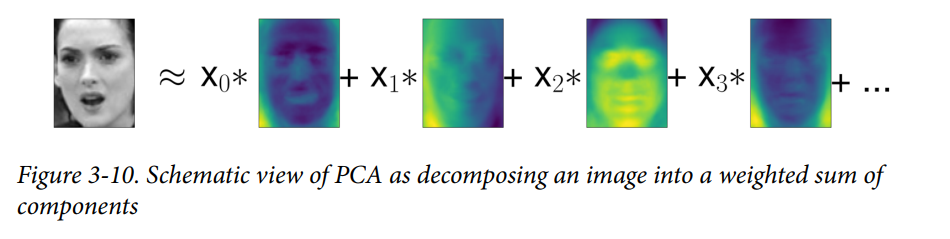 ≈ x₀* + x₁* + x₂* + x₃* + ...
Figure 3-10. Schematic view of PCA as decomposing an image into a weighted sum of
components